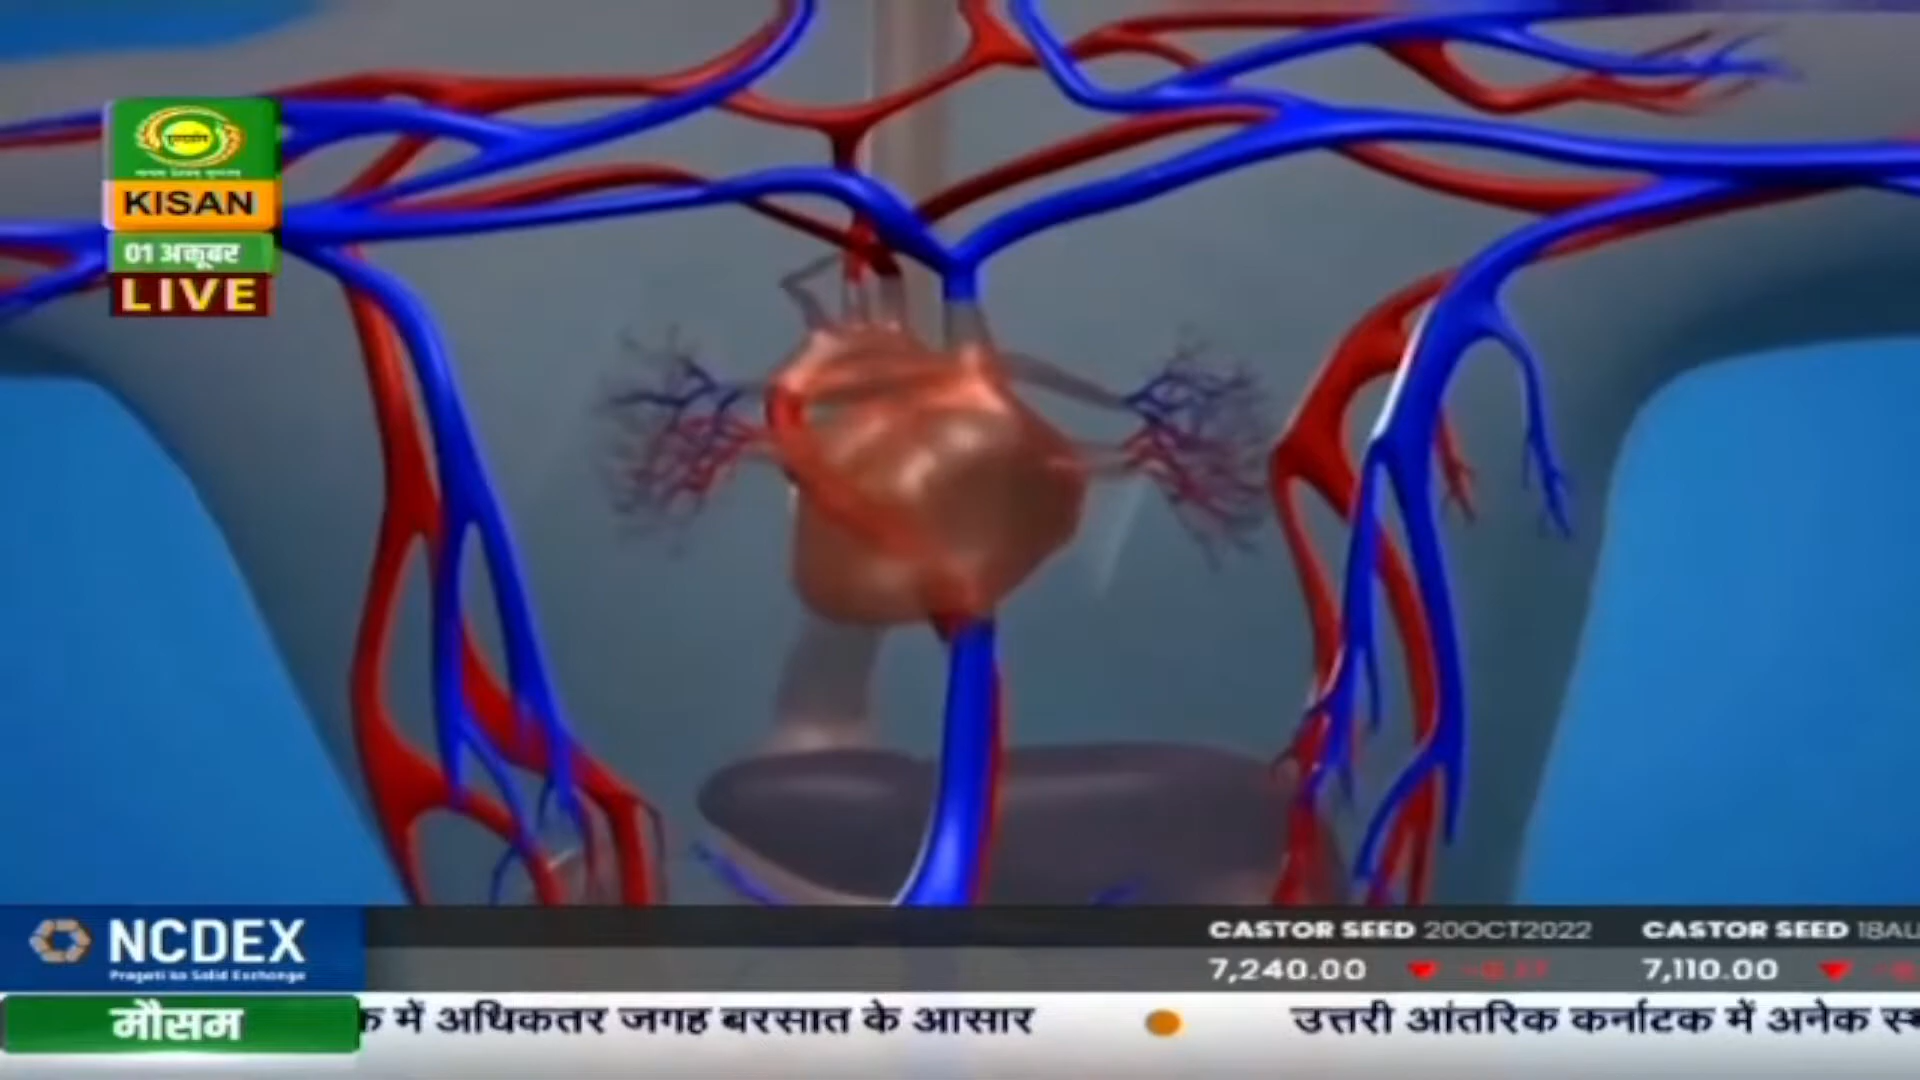 KISAN
01 अक्तूबर
LIVE
NCDEX
Pragati ka Solid Exchange
CASTOR SEED 20OCT2022
7,240.00
CASTOR SEED 18AU
7,110.00
मौसम
में अधिकतर जगह बरसात के आसार
उत्तरी आंतरिक कर्नाटक में अनेक